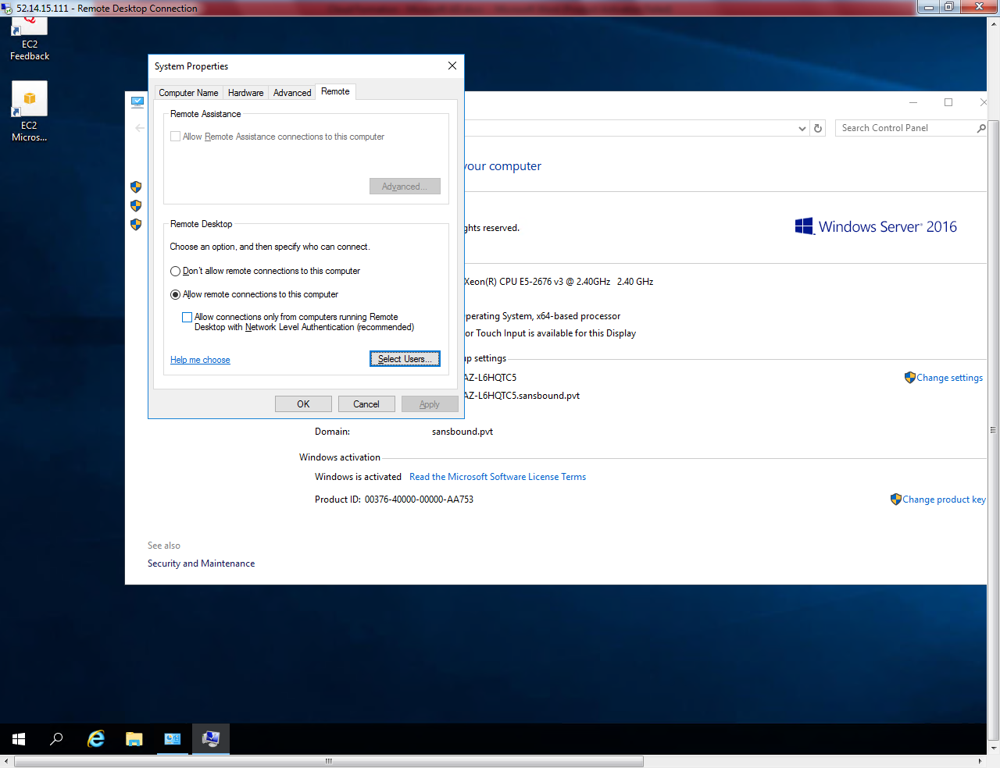 52.14.15.111 - Remote Desktop Connection
EC2
Feedback
EC2
Micros...
System Properties
Computer Name
Hardware
Advanced
Remote
Remote Assistance
Allow Remote Assistance connections to this computer
Advanced...
Remote Desktop
Choose an option, and then specify who can connect.
Don't allow remote connections to this computer
Allow remote connections to this computer
Allow connections only from computers running Remote
Desktop with Network Level Authentication (recommended)
Help me choose
Select Users...
OK
Cancel
Apply
Search Control Panel
your computer
ghts reserved.
Windows Server 2016
Xeon(R) CPU E5-2676 v3 @ 2.40GHz 2.40 GHz
perating System, x64-based processor
or Touch Input is available for this Display
up settings
AZ-L6HQTC5
Change settings
AZ-L6HQTC5.sansbound.pvt
Domain: sansbound.pvt
Windows activation
Windows is activated Read the Microsoft Software License Terms
Product ID: 00376-40000-00000-AA753
Change product key
See also
Security and Maintenance